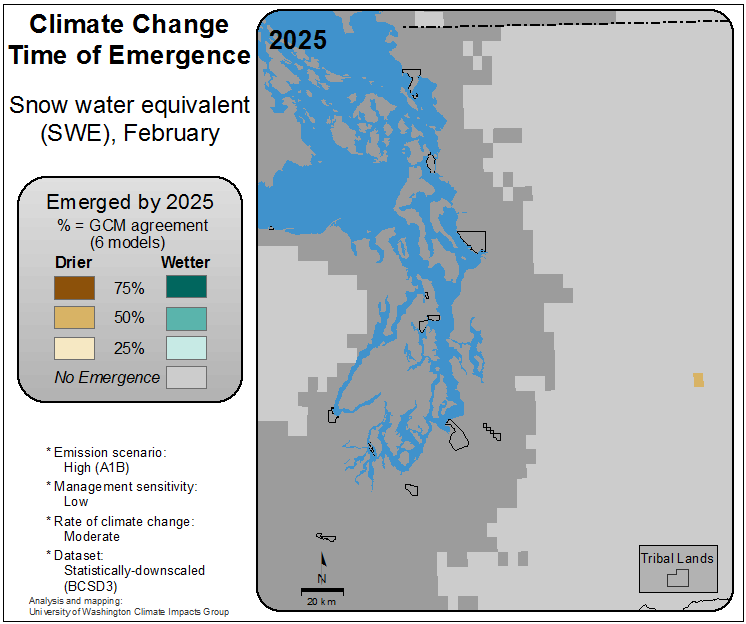 Climate Change
Time of Emergence
Snow water equivalent
(SWE), February
Emerged by 2025
% = GCM agreement
(6 models)
Drier Wetter
75%
50%
25%
No Emergence
* Emission scenario:
High (A1B)
* Management sensitivity:
Low
* Rate of climate change:
Moderate
* Dataset:
Statistically-downscaled
(BCSD3)
Analysis and mapping:
University of Washington Climate Impacts Group
2025
N
20 km
Tribal Lands